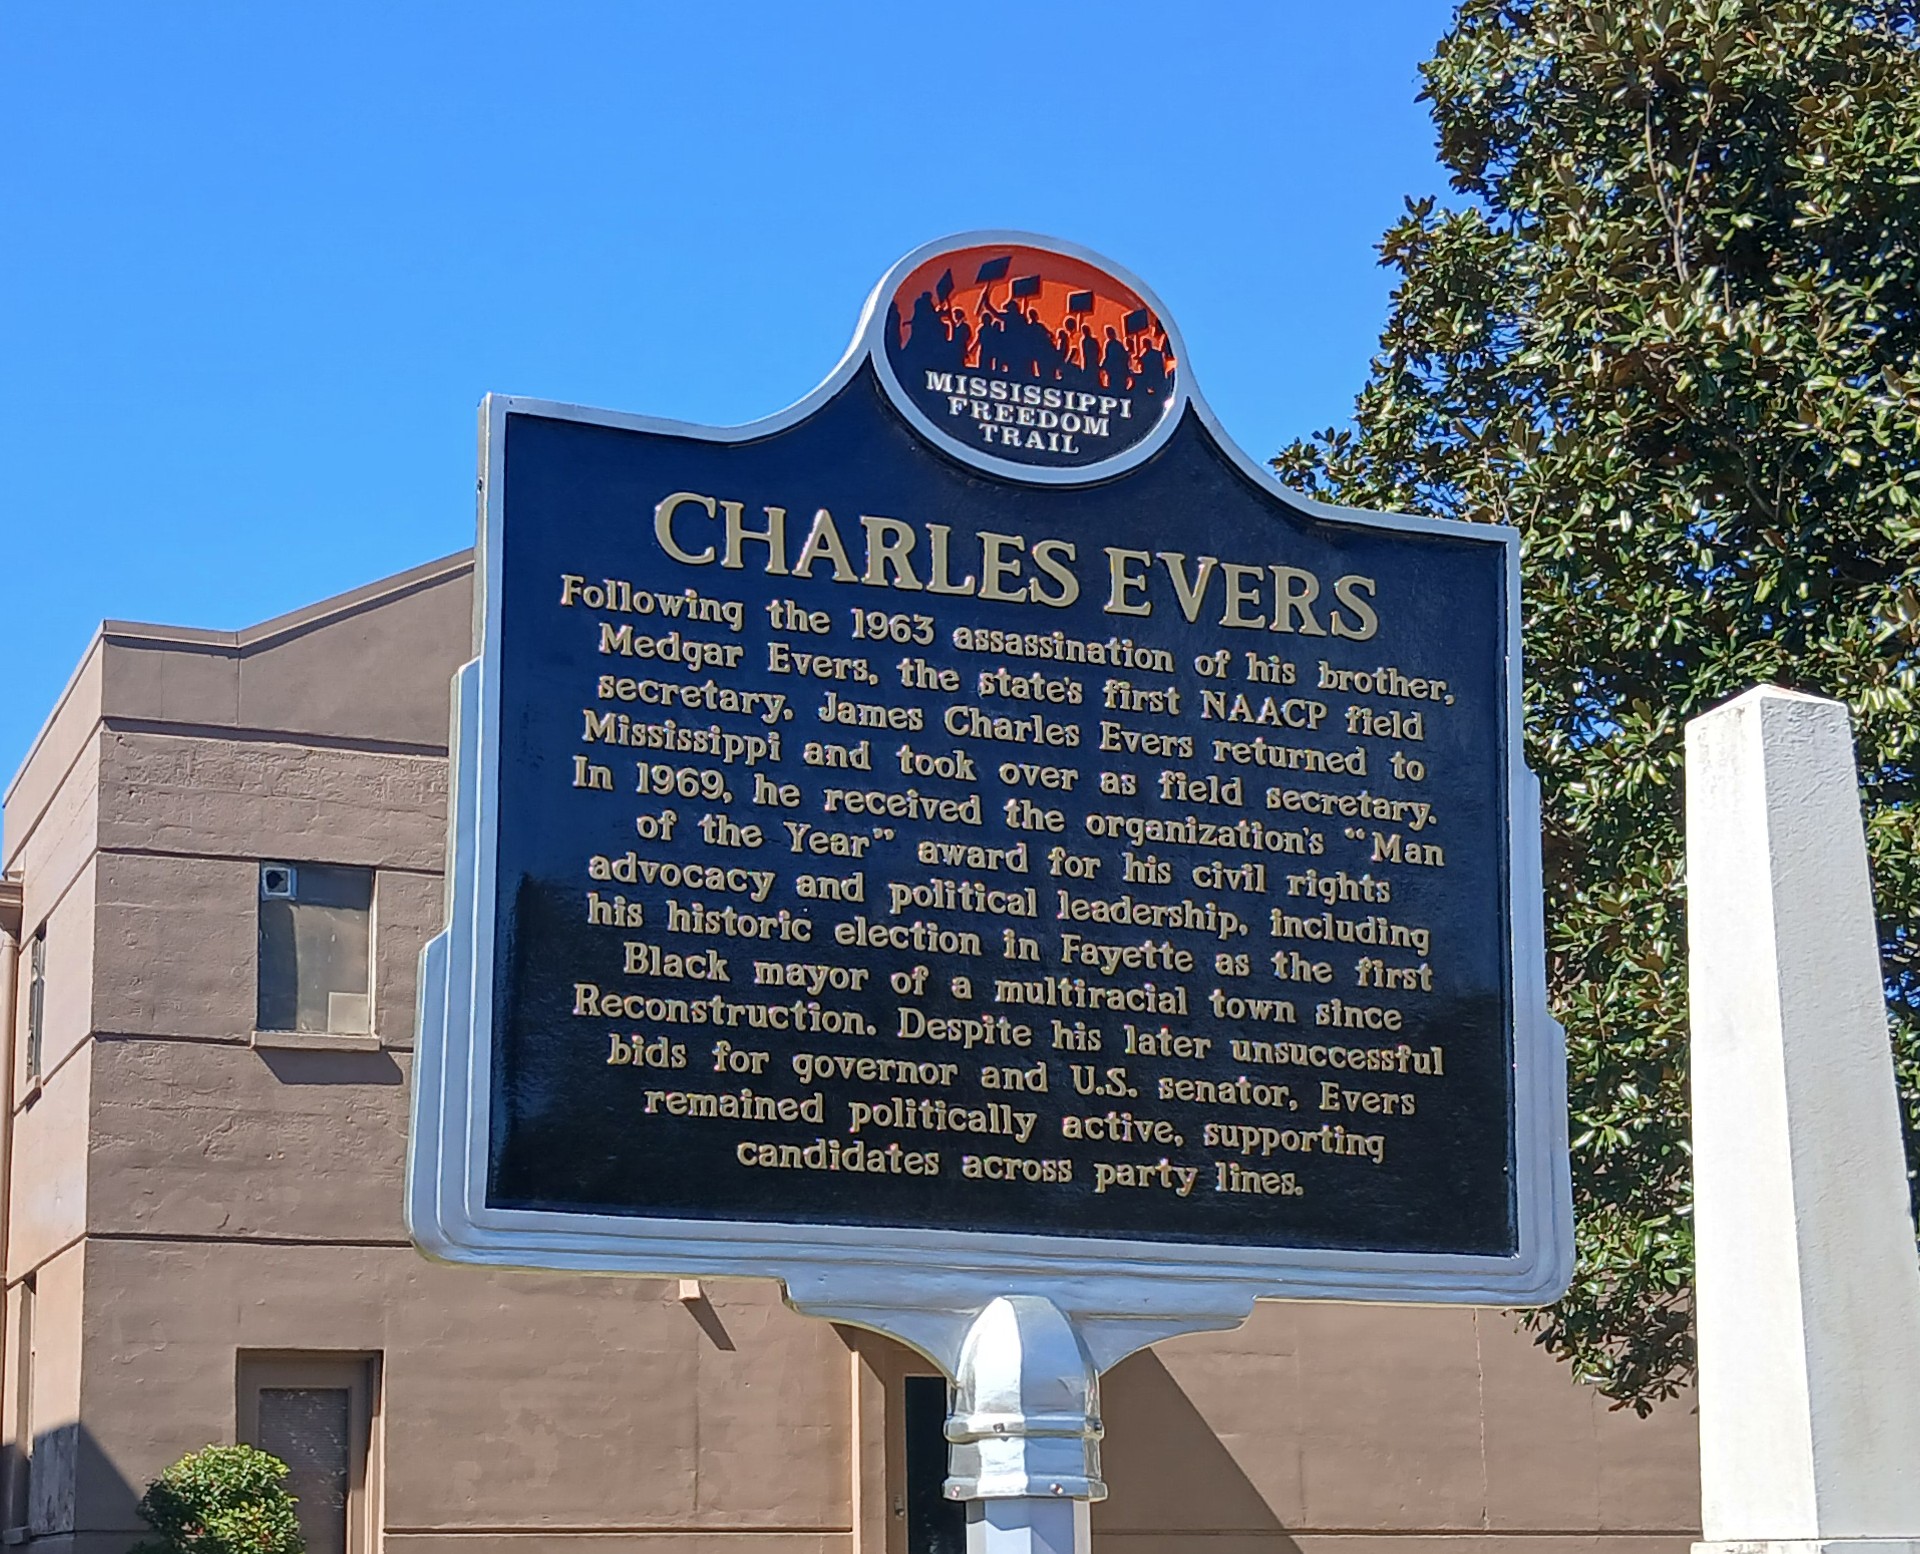 MISSISSIPPI
FREEDOM
TRAIL
CHARLES EVERS
Following the 1963 assassination of his brother,
Medgar Evers, the state's first NAACP field
secretary, James Charles Evers returned to
Mississippi and took over as field secretary.
In 1969, he received the organization's "Man
of the Year" award for his civil rights
advocacy and political leadership, including
his historic election in Fayette as the first
Black mayor of a multiracial town since
Reconstruction. Despite his later unsuccessful
bids for governor and U.S. senator, Evers
remained politically active, supporting
candidates across party lines.